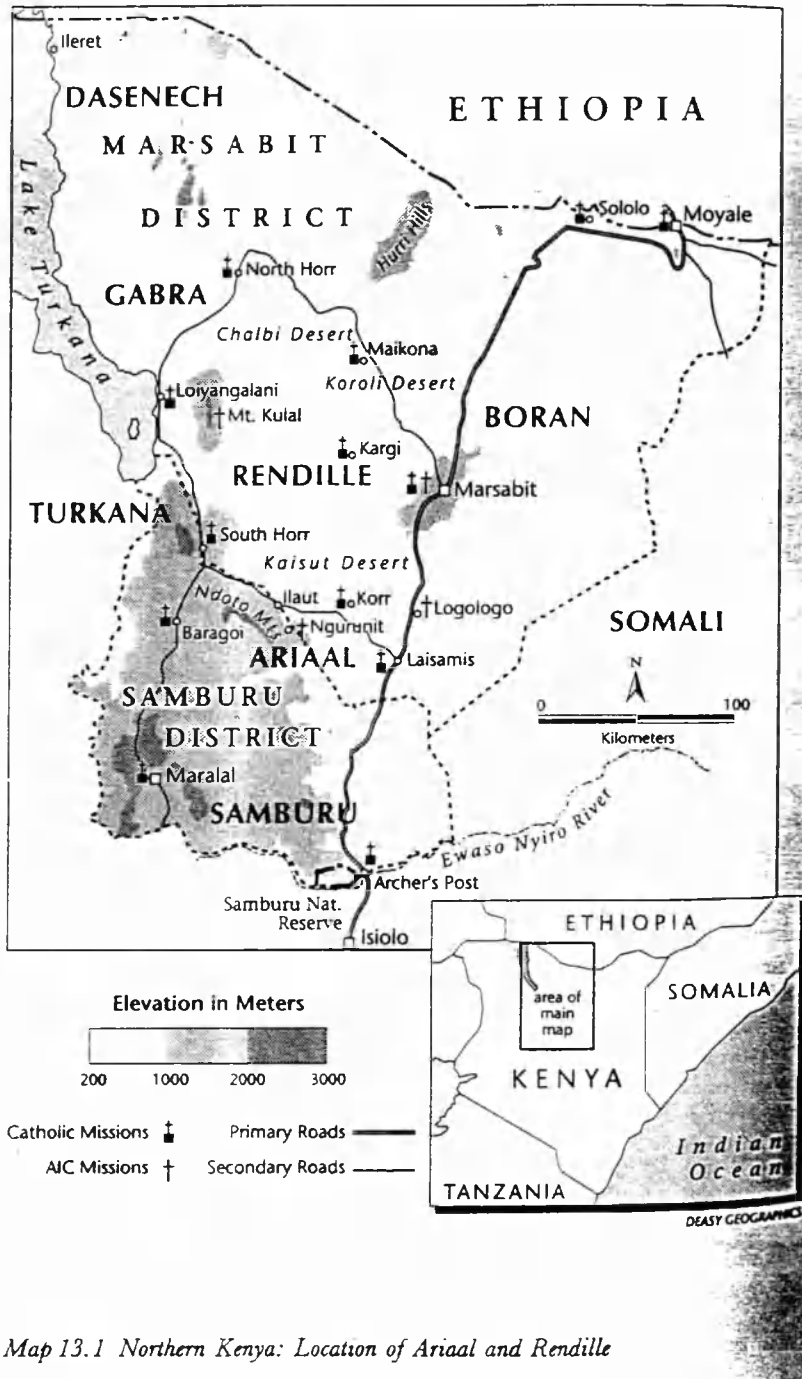 Ileret
DASENECH
ETHIOPIA
MARSABIT
DISTRICT
Lake Turkana
Hurri Hills
Sololo
Moyale
North Horr
GABRA
Chalbi Desert
Maikona
Koroli Desert
Loiyangalani
Mt. Kulal
BORAN
Kargi
RENDILLE
Marsabit
TURKANA
South Horr
Kaisut Desert
Ndoto Mts
Ilaut
Korr
Logologo
Ngurunit
Baragoi
SOMALI
ARIAAL
Laisamis
N
SAMBURU
DISTRICT
0 100
Kilometers
Maralal
SAMBURU
Ewaso Nyiro River
Archer's Post
Samburu Nat.
Reserve
Isiolo
ETHIOPIA
SOMALIA
area of
main
map
KENYA
Indian
Ocean
TANZANIA
DEASY GEOGRAPHICS
Elevation in Meters
200 1000 2000 3000
Catholic Missions Primary Roads
AIC Missions Secondary Roads
Map 13.1 Northern Kenya: Location of Ariaal and Rendille